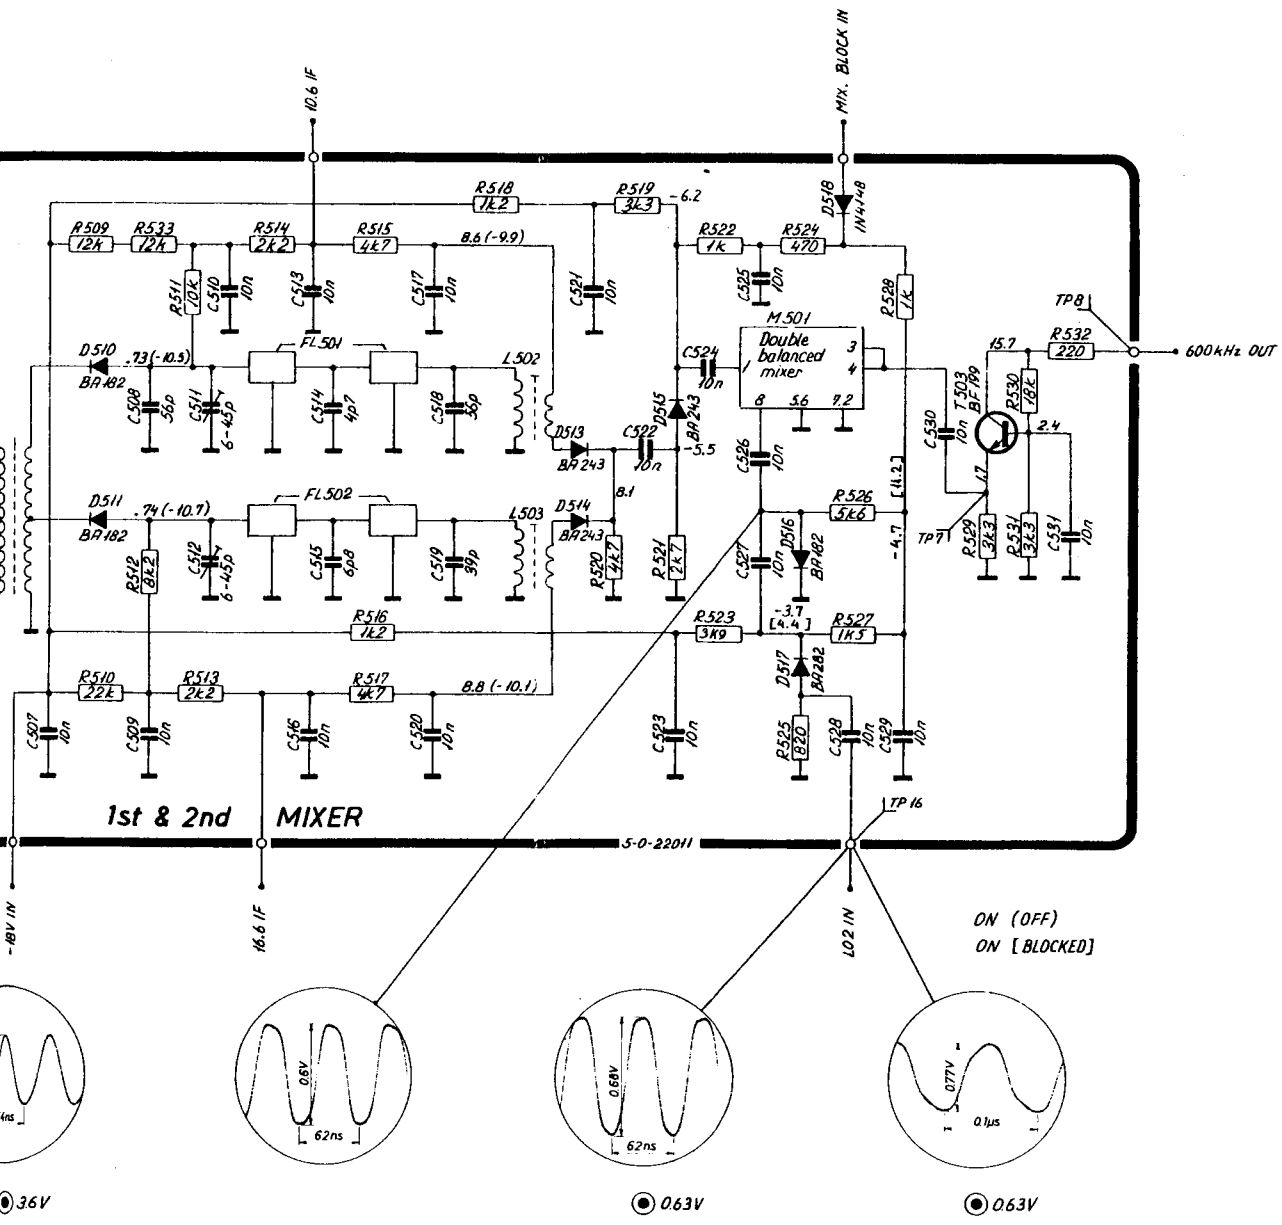 10.6 IF
MIX. BLOCK IN
R518
1k2
R519
3k3
-6.2
D518
1N4148
R509
12k
R533
12k
R514
2k2
R515
4k7
8.6 (-9.9)
R522
1k
R524
470
R511
10k
C510
10n
C513
10n
C517
10n
C521
10n
C525
10n
R528
1k
TP8
M501
Double
balanced
mixer
1
3
4
8
5.6
7.2
15.7
R532
220
600kHz OUT
FL501
D510
BA182
.73 (-10.5)
L502
C524
10n
C508
56p
C511
6-45p
C514
4p7
C518
36p
D515
BA243
T503
BF199
R530
18k
C530
10n
2.4
D513
BA243
C522
10n
-5.5
C526
10n
[11.2]
1.7
8.1
D511
BA182
.74 (-10.7)
FL502
L503
D514
BA243
R526
5k6
TP7
R512
8k2
C512
6-45p
C515
6p8
C519
39p
R520
4k7
R521
2k7
C527
10n
D516
BA182
-4.7
R529
3k3
R531
3k3
C531
10n
R516
1k2
R523
3K9
-3.7
[4.4]
R527
1K5
R510
22k
R513
2k2
R517
4k7
8.8 (-10.1)
D517
BA282
C507
10n
C509
10n
C516
10n
C520
10n
C523
10n
R525
820
C528
10n
C529
10n
1st & 2nd MIXER
TP16
5-0-22011
-18V IN
16.6 IF
LO2 IN
ON (OFF)
ON [BLOCKED]
4ns
0.6V
62ns
0.68V
62ns
0.77V
0.1µs
3.6V
0.63V
0.63V